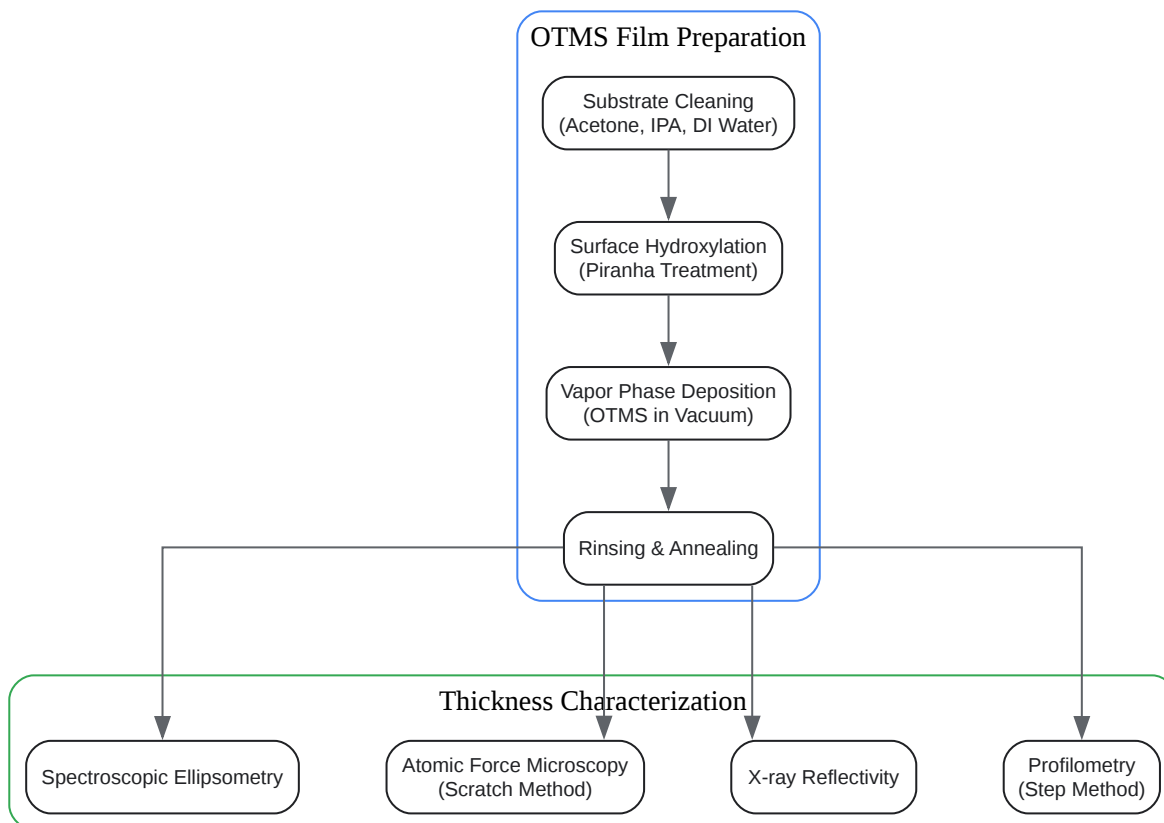 OTMS Film Preparation
Substrate Cleaning
(Acetone, IPA, DI Water)
Surface Hydroxylation
(Piranha Treatment)
Vapor Phase Deposition
(OTMS in Vacuum)
Rinsing & Annealing
Thickness Characterization
Spectroscopic Ellipsometry
Atomic Force Microscopy
(Scratch Method)
X-ray Reflectivity
Profilometry
(Step Method)